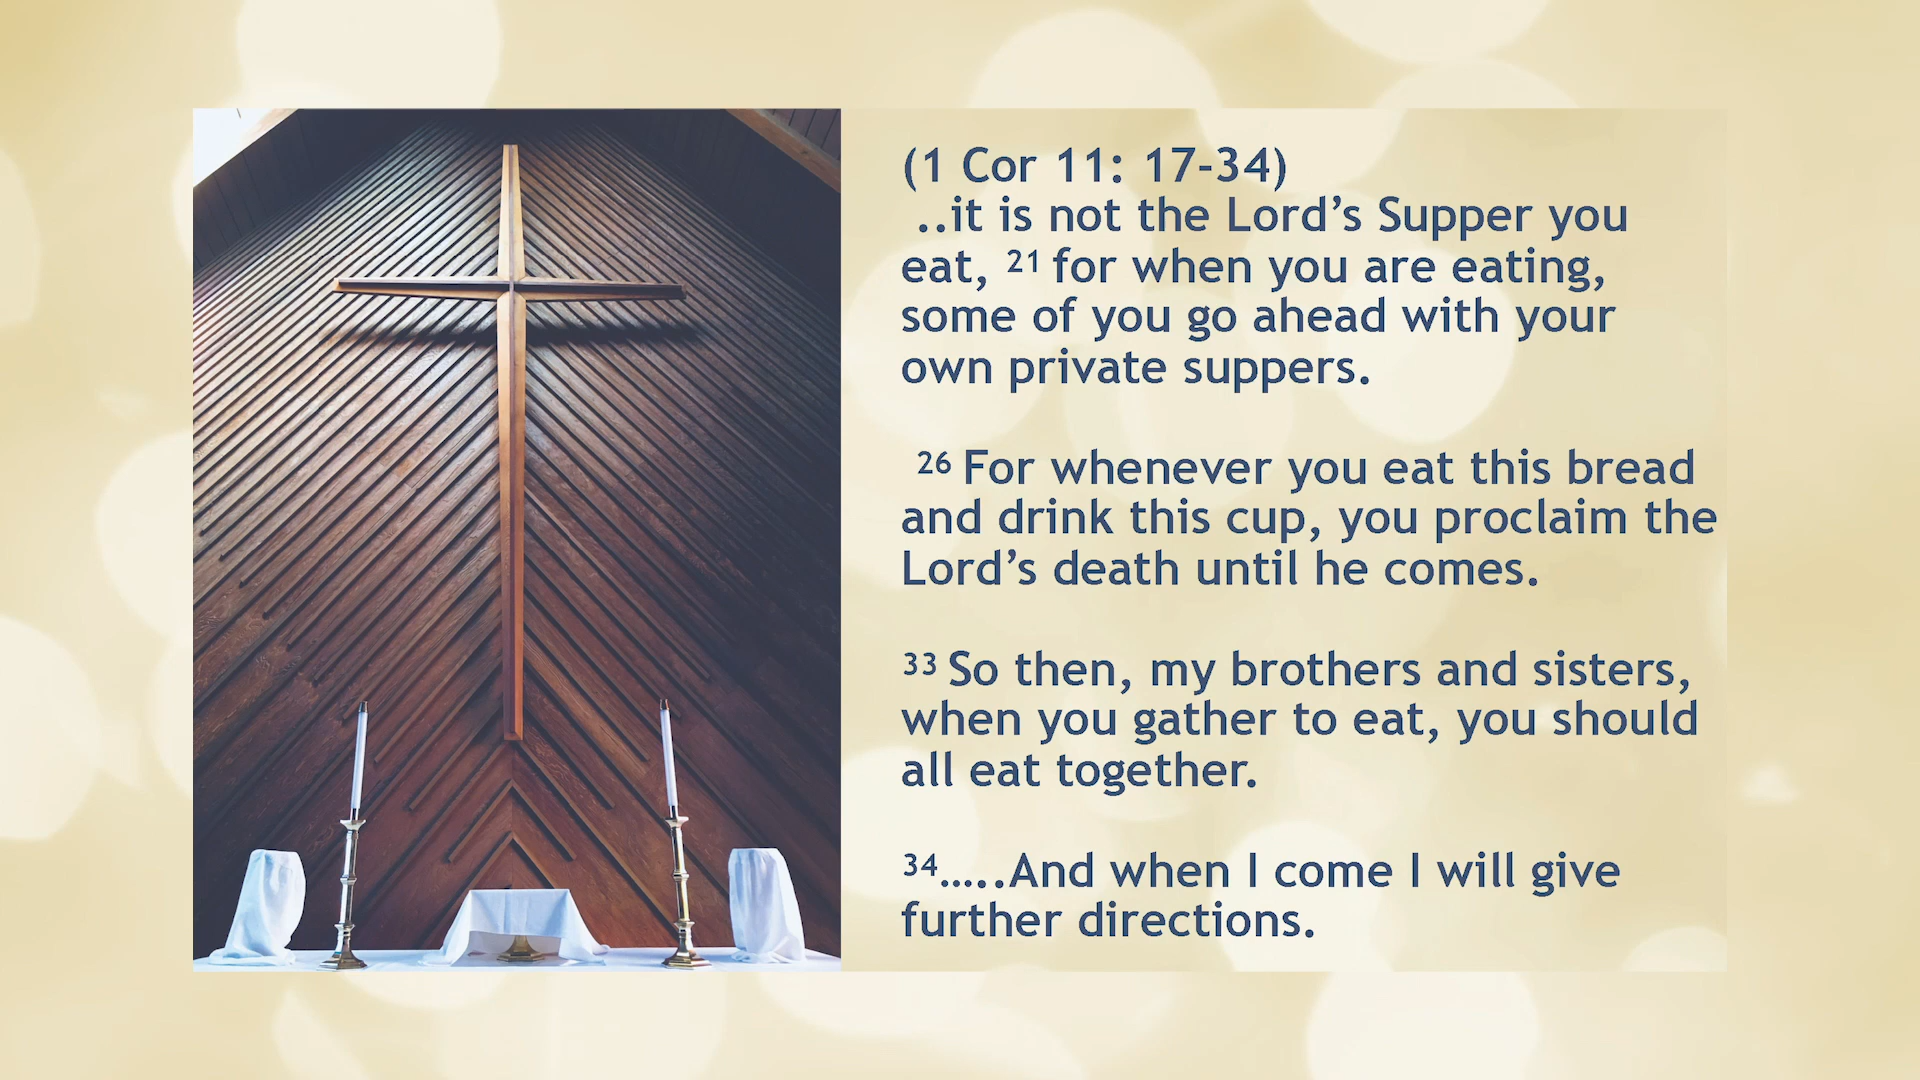 (1 Cor 11: 17-34)
..it is not the Lord’s Supper you
eat, 21 for when you are eating,
some of you go ahead with your
own private suppers.
26 For whenever you eat this bread
and drink this cup, you proclaim the
Lord’s death until he comes.
33 So then, my brothers and sisters,
when you gather to eat, you should
all eat together.
34…..And when I come I will give
further directions.